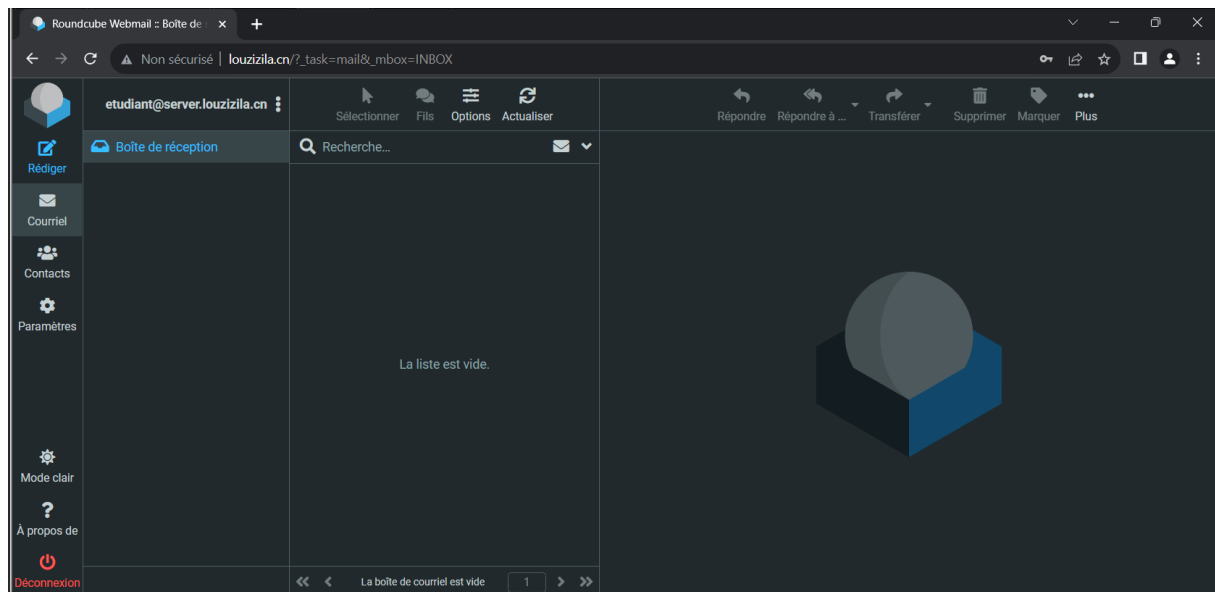 Roundcube Webmail :: Boîte de
Non sécurisé | louzizila.cn/?_task=mail&_mbox=INBOX
etudiant@server.louzizila.cn
Sélectionner Fils Options Actualiser
Répondre Répondre à ... Transférer Supprimer Marquer Plus
Rédiger
Boîte de réception
Recherche...
Courriel
Contacts
Paramètres
La liste est vide.
Mode clair
?
À propos de
Déconnexion
La boîte de courriel est vide 1